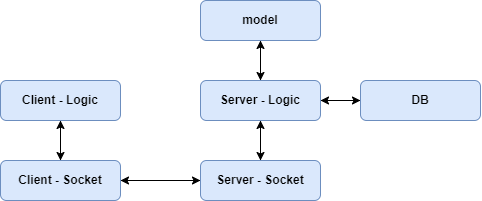 model
Client - Logic
Server - Logic
DB
Client - Socket
Server - Socket